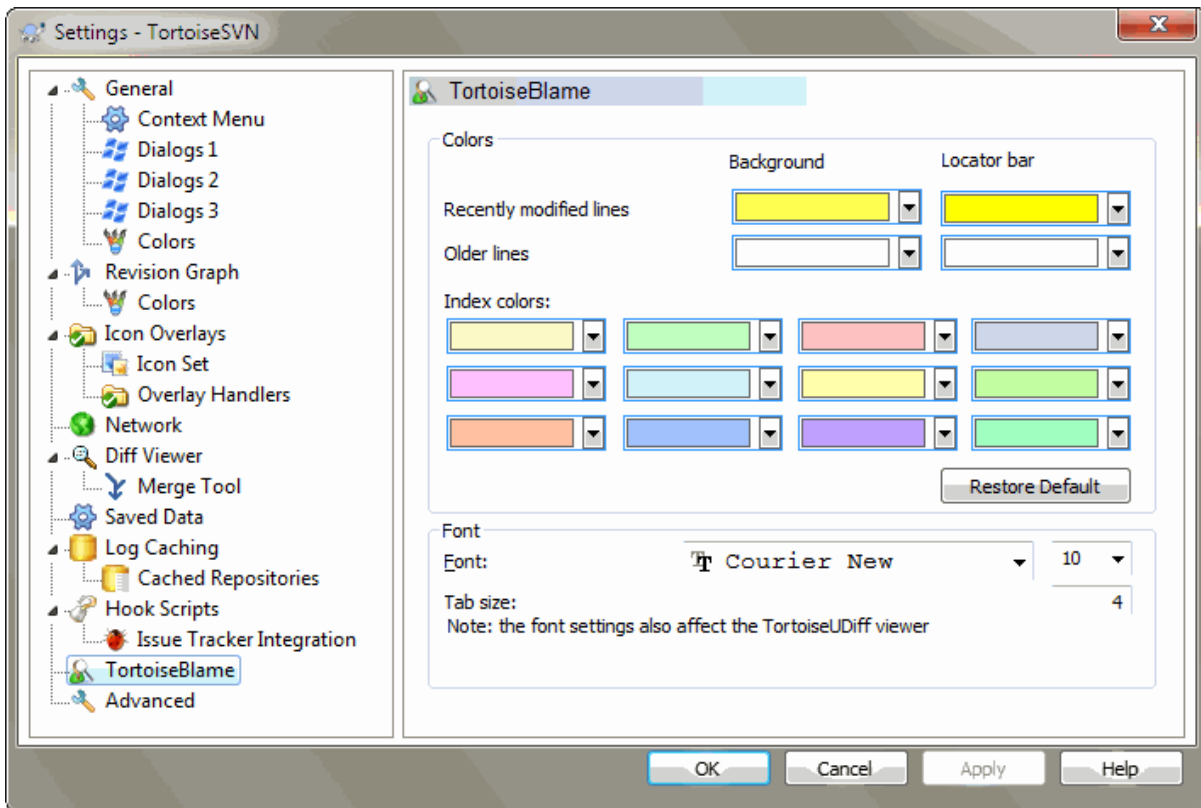 Settings - TortoiseSVN
General
Context Menu
Dialogs 1
Dialogs 2
Dialogs 3
Colors
Revision Graph
Colors
Icon Overlays
Icon Set
Overlay Handlers
Network
Diff Viewer
Merge Tool
Saved Data
Log Caching
Cached Repositories
Hook Scripts
Issue Tracker Integration
TortoiseBlame
Advanced
TortoiseBlame
Colors
Background Locator bar
Recently modified lines
Older lines
Index colors:
Restore Default
Font
Font: Courier New 10
Tab size: 4
Note: the font settings also affect the TortoiseUDiff viewer
OK Cancel Apply Help